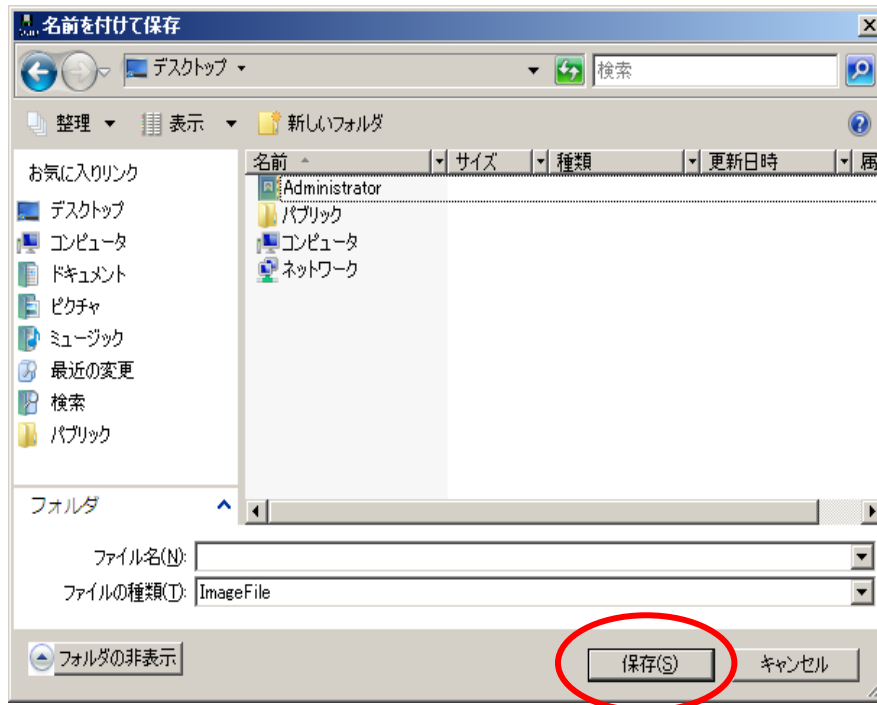 名前を付けて保存
デスクトップ
検索
整理 表示 新しいフォルダ
お気に入りリンク
デスクトップ
コンピュータ
ドキュメント
ピクチャ
ミュージック
最近の変更
検索
パブリック
フォルダ
名前 サイズ 種類 更新日時 属
Administrator
パブリック
コンピュータ
ネットワーク
ファイル名(N):
ファイルの種類(T): ImageFile
フォルダの非表示 保存(S) キャンセル